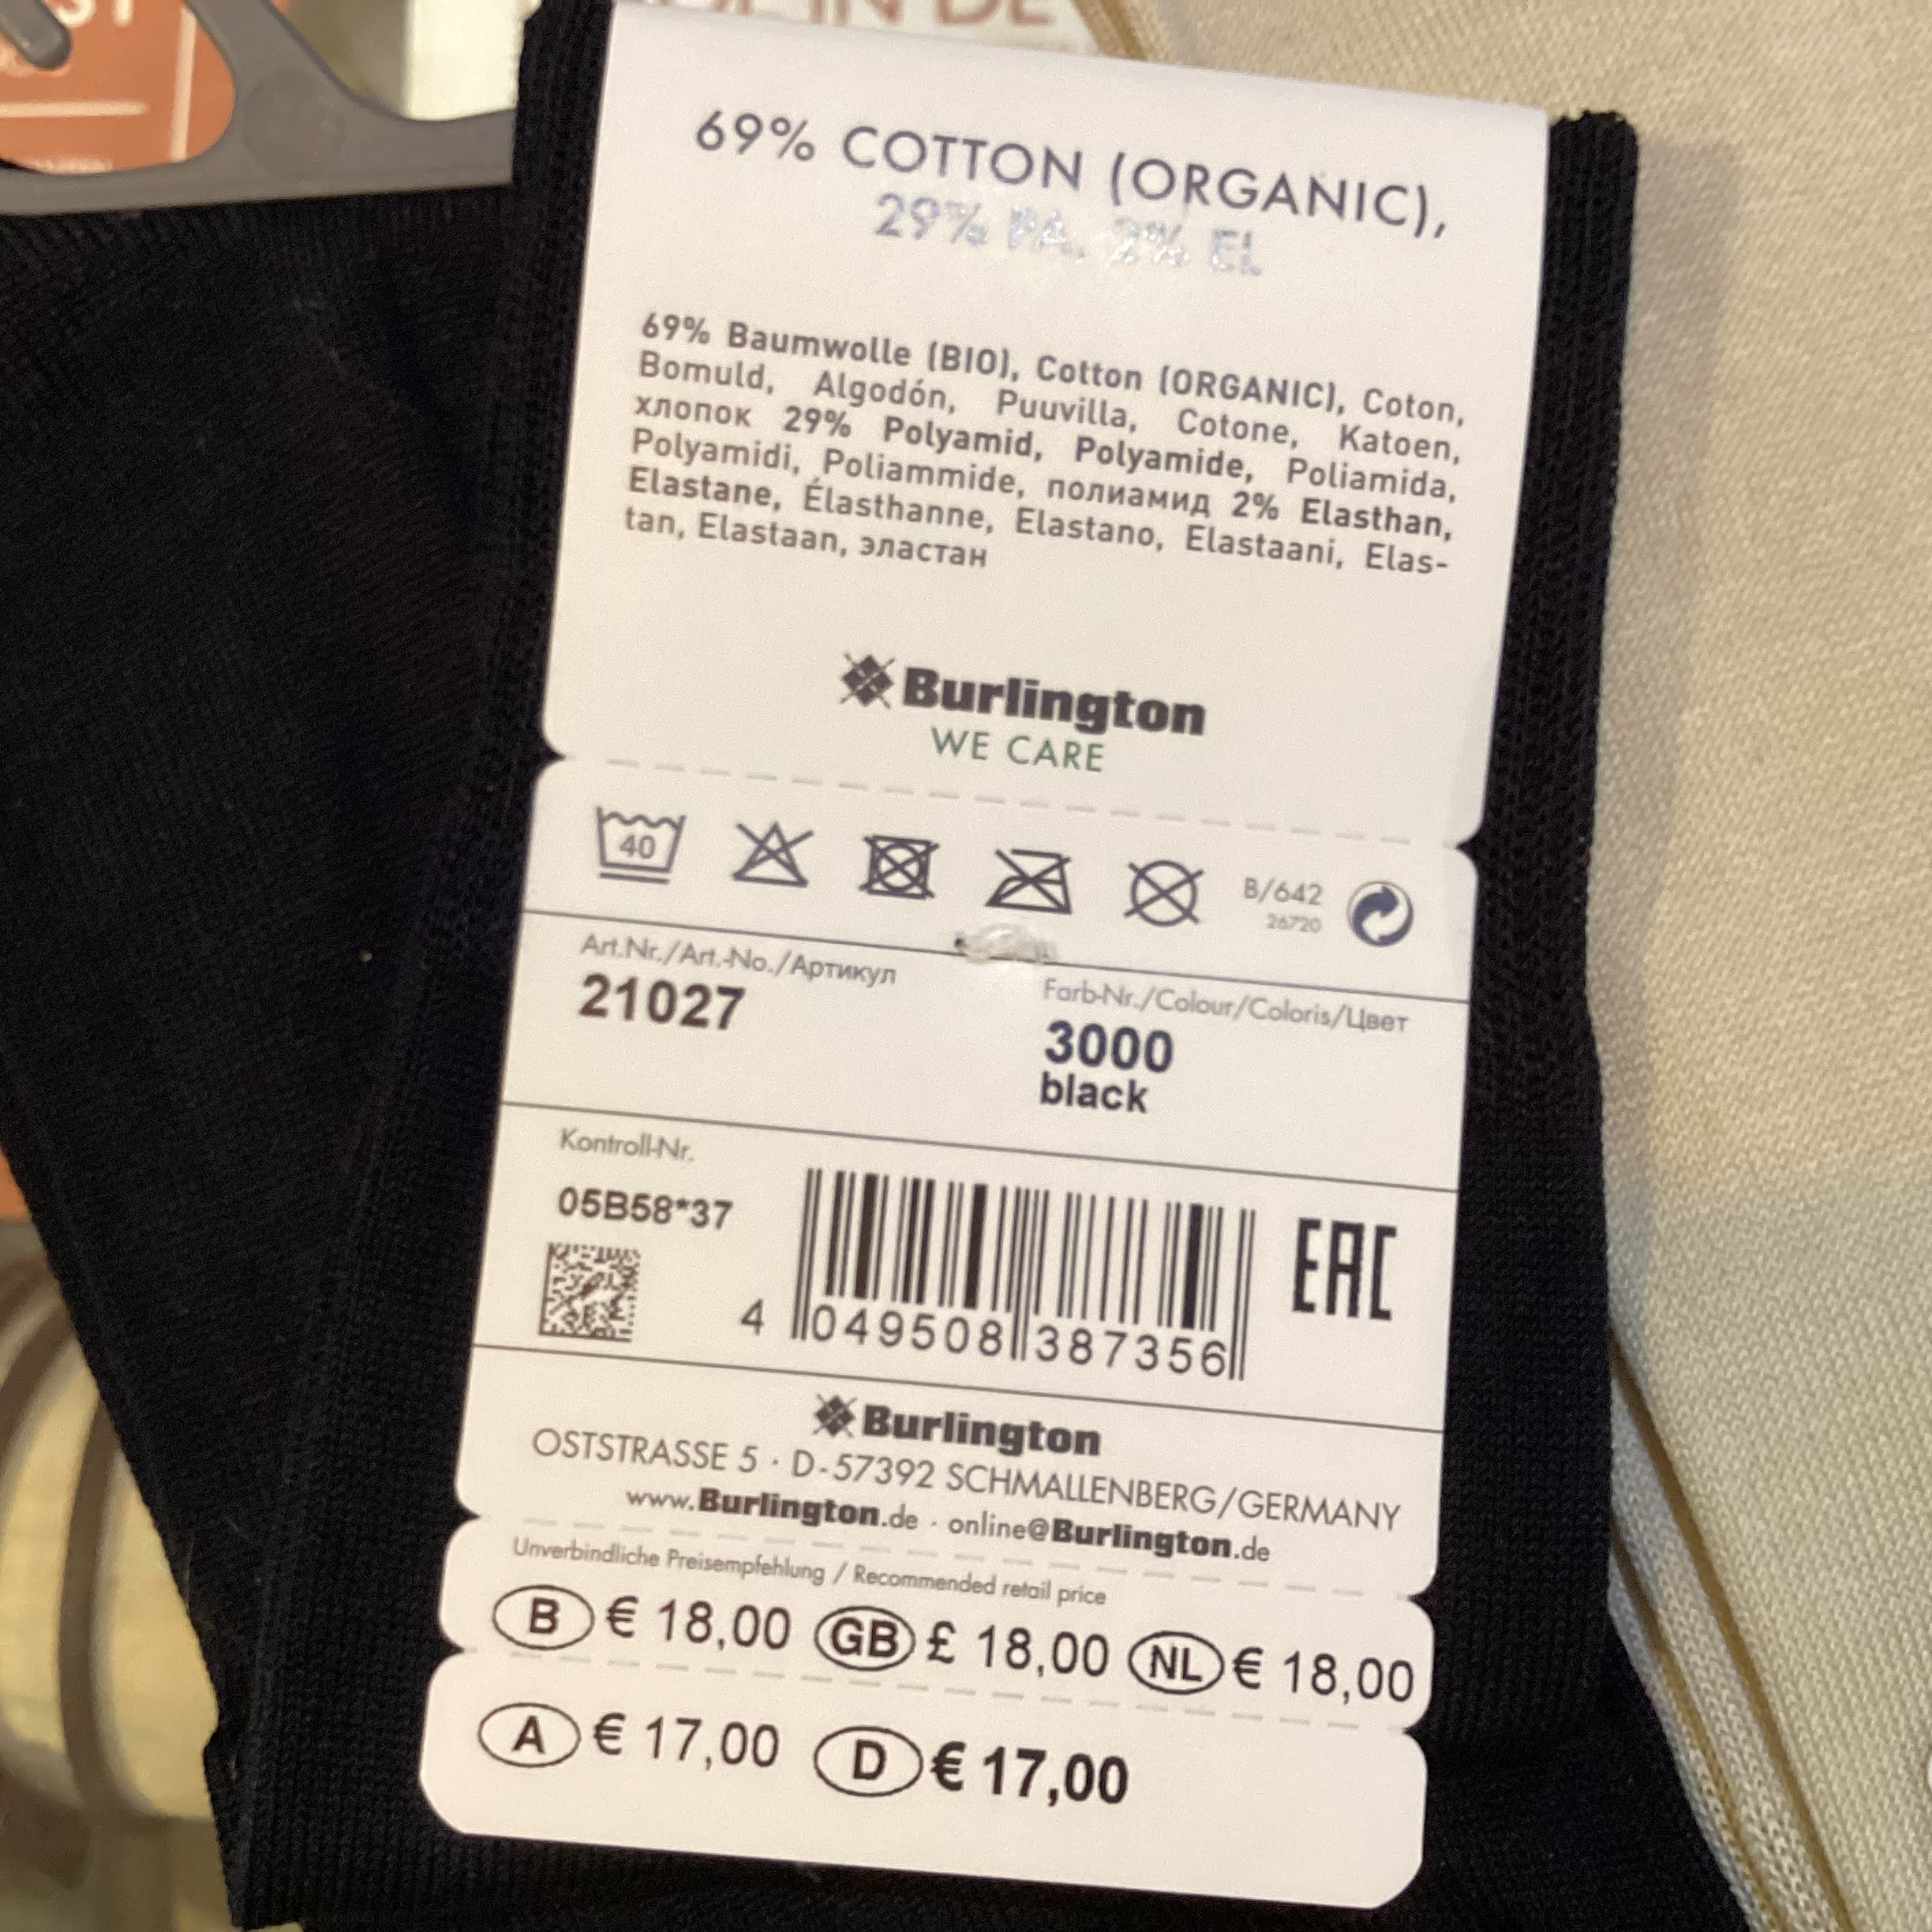 69% COTTON (ORGANIC),
29% PA, 2% EL
69% Baumwolle (BIO), Cotton (ORGANIC), Coton,
Bomuld, Algodón, Puuvilla, Cotone, Katoen,
хлопок 29% Polyamid, Polyamide, Poliamida,
Polyamidi, Poliammide, полиамид 2% Elasthan,
Elastane, Élasthanne, Elastano, Elastaani, Elas-
tan, Elastaan, эластан
Burlington
WE CARE
40
B/642
26720
Art.Nr./Art.-No./Артикул
21027
Farb-Nr./Colour/Coloris/Цвет
3000
black
Kontroll-Nr.
05B58*37
4 049508 387356
EAC
Burlington
OSTSTRASSE 5 · D-57392 SCHMALLENBERG/GERMANY
www.Burlington.de · online@Burlington.de
Unverbindliche Preisempfehlung / Recommended retail price
B € 18,00 GB £ 18,00 NL € 18,00
A € 17,00 D € 17,00